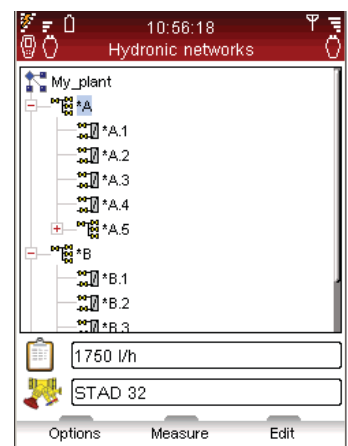 10:56:18
Hydronic networks
My_plant
*A
*A.1
*A.2
*A.3
*A.4
*A.5
*B
*B.1
*B.2
*B.3
1750 l/h
STAD 32
Options Measure Edit